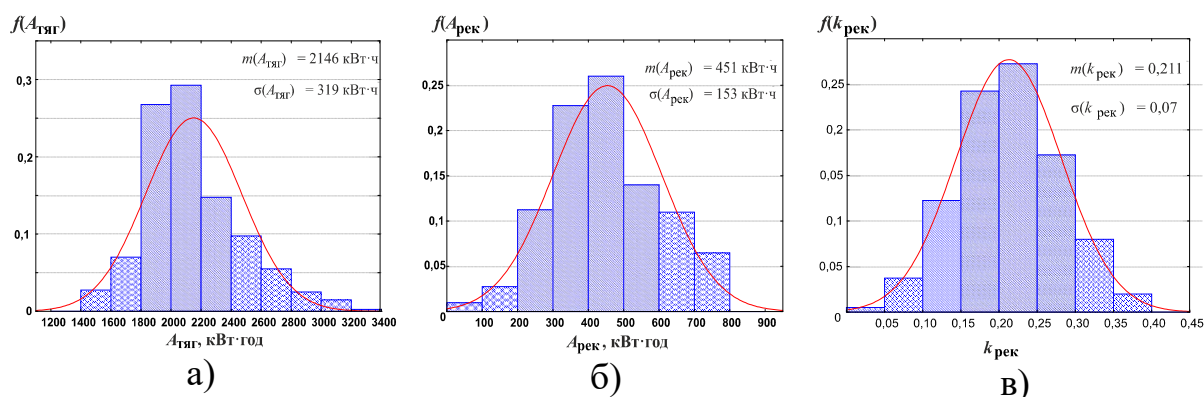 а)
f(Aтяг)
m(Aтяг) = 2146 кВт·ч
σ(Aтяг) = 319 кВт·ч
0,3
0,2
0,1
0
1200 1400 1600 1800 2000 2200 2400 2600 2800 3000 3200 3400
Aтяг, кВт·год
а)
б)
f(Aрек)
m(Aрек) = 451 кВт·ч
σ(Aрек) = 153 кВт·ч
0,25
0,2
0,15
0,1
0,05
0
100 200 300 400 500 600 700 800 900
Aрек, кВт·год
б)
в)
f(kрек)
m(kрек) = 0,211
σ(k рек) = 0,07
0,25
0,20
0,05
0,1
0,05
0
0,05 0,10 0,15 0,20 0,25 0,30 0,35 0,40 0,45
kрек
в)